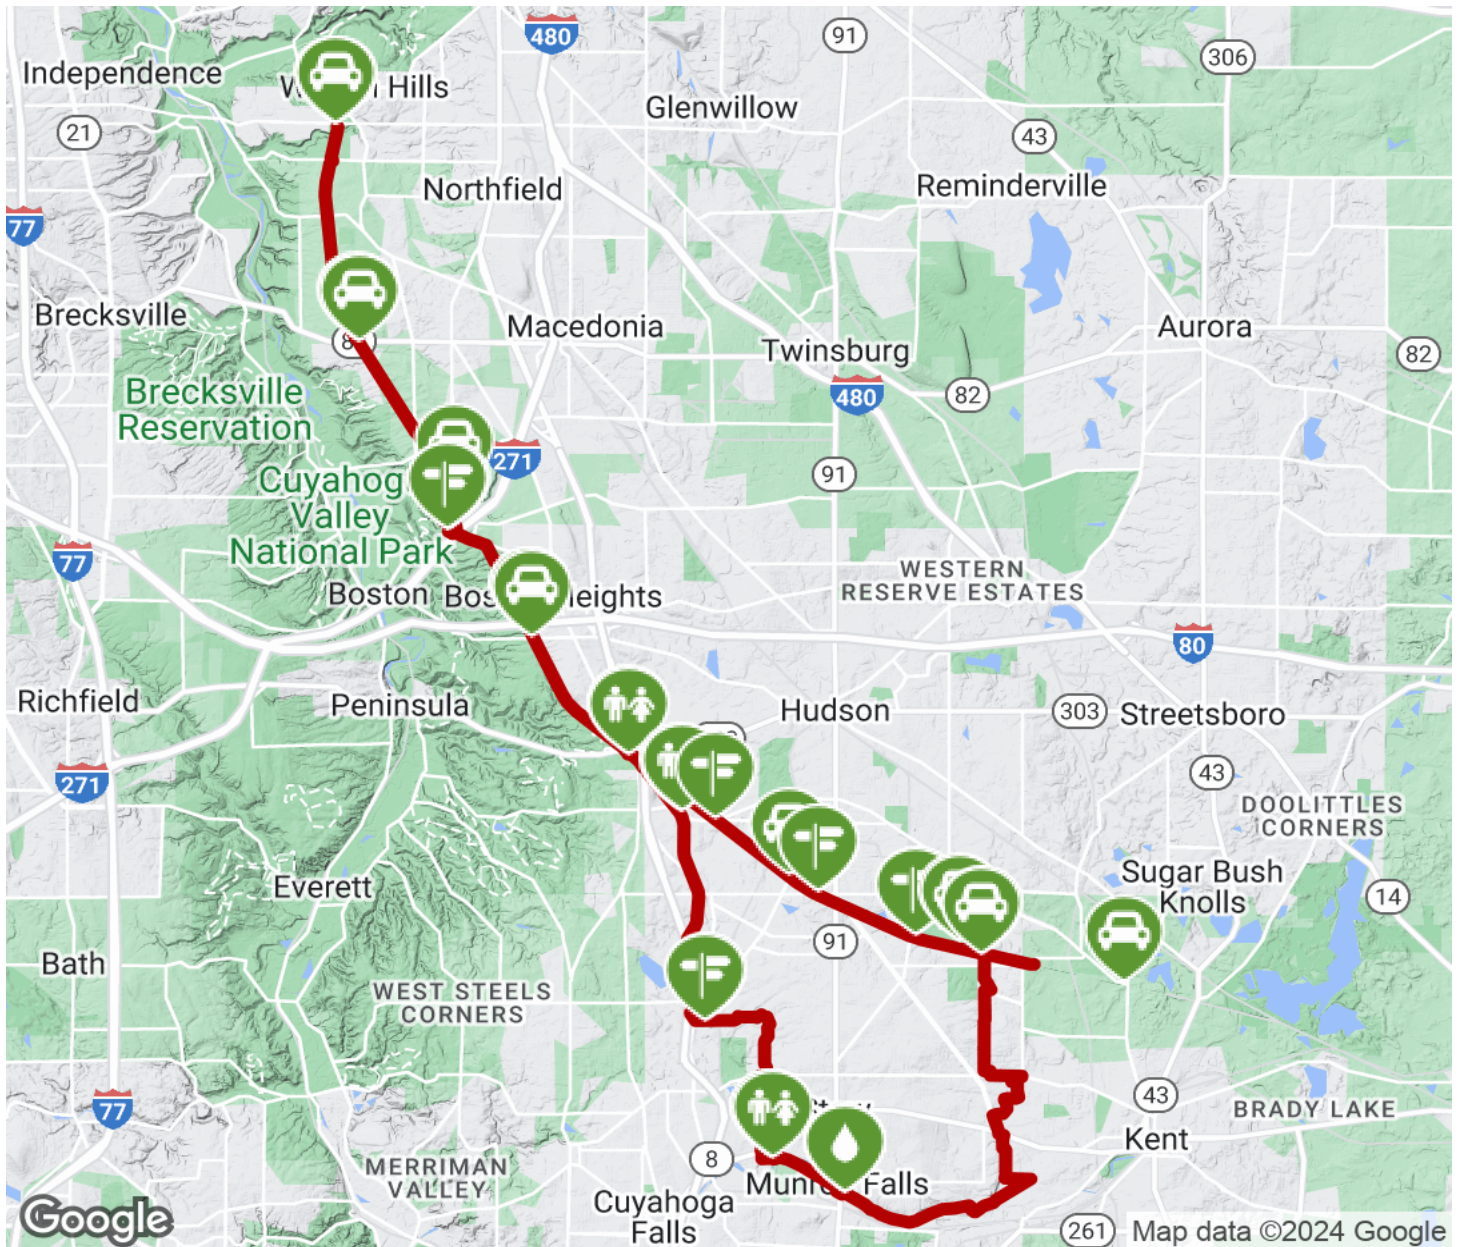 480
91
306
Independence
Hills
Glenwillow
21
43
Northfield
Reminderville
77
Brecksville
Macedonia
Aurora
Twinsburg
82
82
480
Brecksville
Reservation
271
91
Cuyahog
Valley
National Park
77
WESTERN
RESERVE ESTATES
Boston
eights
80
Richfield
Peninsula
Hudson
303
Streetsboro
271
43
DOOLITTLES
CORNERS
Everett
Sugar Bush
Knolls
14
91
Bath
WEST STEELS
CORNERS
77
43
BRADY LAKE
Kent
8
MERRIMAN
VALLEY
Falls
Cuyahoga
Falls
261
Google
Map data ©2024 Google